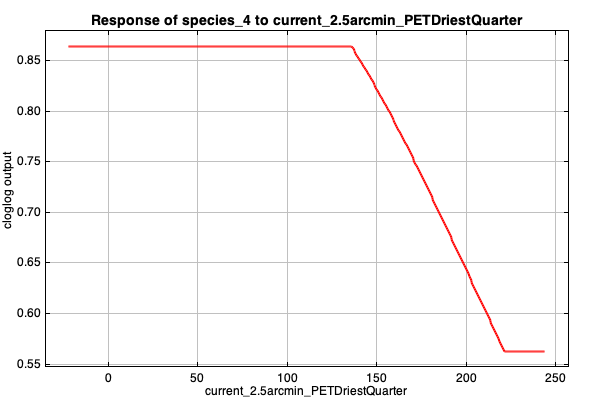 Response of species_4 to current_2.5arcmin_PETDriestQuarter
0.85
0.80
0.75
0.70
0.65
0.60
0.55
cloglog output
0 50 100 150 200 250
current_2.5arcmin_PETDriestQuarter